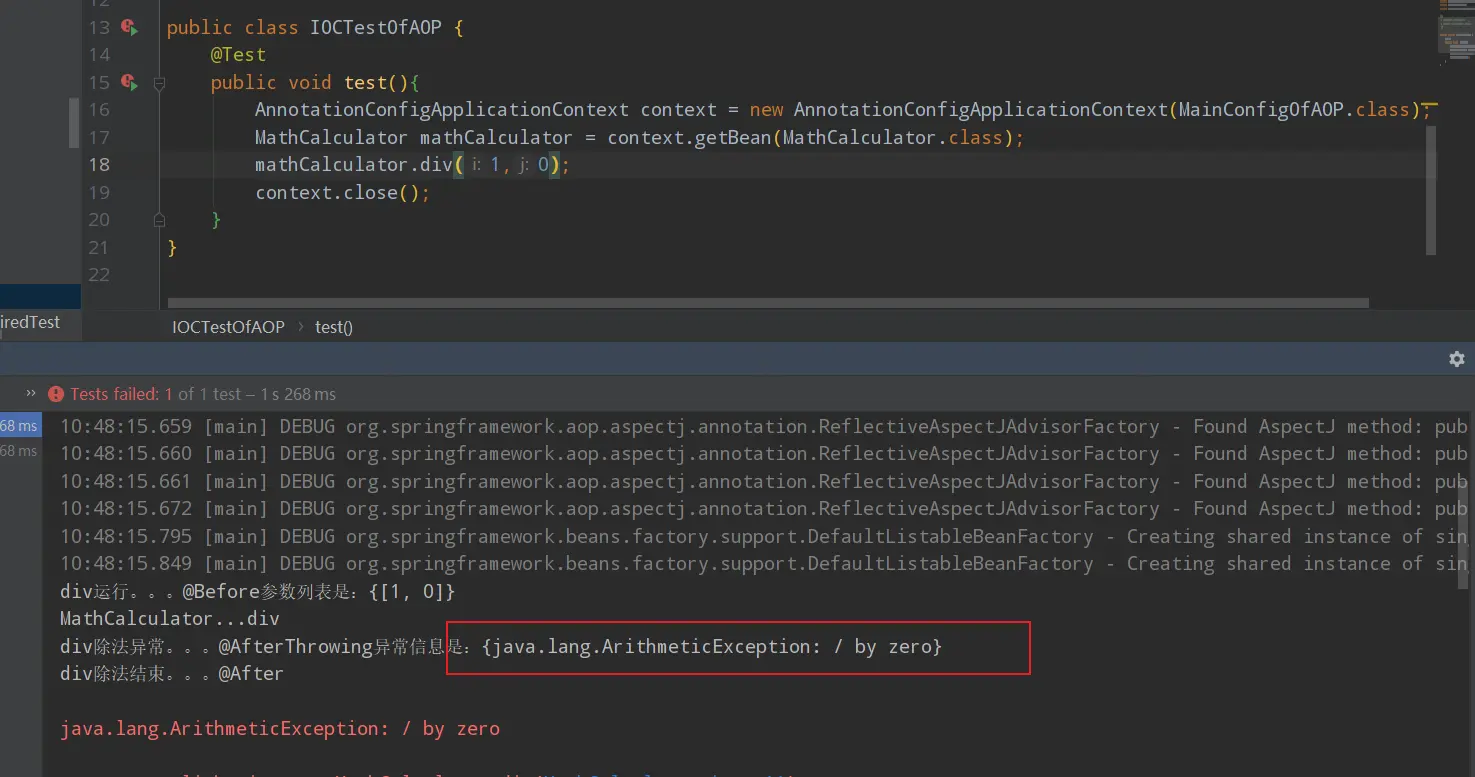 12
13 public class IOCTestOfAOP {
14 @Test
15 public void test(){
16 AnnotationConfigApplicationContext context = new AnnotationConfigApplicationContext(MainConfigOfAOP.class);
17 MathCalculator mathCalculator = context.getBean(MathCalculator.class);
18 mathCalculator.div( i: 1, j: 0);
19 context.close();
20 }
21 }
22
iredTest
IOCTestOfAOP › test()
» Tests failed: 1 of 1 test – 1 s 268 ms
68 ms 10:48:15.659 [main] DEBUG org.springframework.aop.aspectj.annotation.ReflectiveAspectJAdvisorFactory - Found AspectJ method: pub
68 ms 10:48:15.660 [main] DEBUG org.springframework.aop.aspectj.annotation.ReflectiveAspectJAdvisorFactory - Found AspectJ method: pub
10:48:15.661 [main] DEBUG org.springframework.aop.aspectj.annotation.ReflectiveAspectJAdvisorFactory - Found AspectJ method: pub
10:48:15.672 [main] DEBUG org.springframework.aop.aspectj.annotation.ReflectiveAspectJAdvisorFactory - Found AspectJ method: pub
10:48:15.795 [main] DEBUG org.springframework.beans.factory.support.DefaultListableBeanFactory - Creating shared instance of sin
10:48:15.849 [main] DEBUG org.springframework.beans.factory.support.DefaultListableBeanFactory - Creating shared instance of sin
div运行。。。@Before参数列表是：{[1, 0]}
MathCalculator...div
div除法异常。。。@AfterThrowing异常信息是：{java.lang.ArithmeticException: / by zero}
div除法结束。。。@After
java.lang.ArithmeticException: / by zero